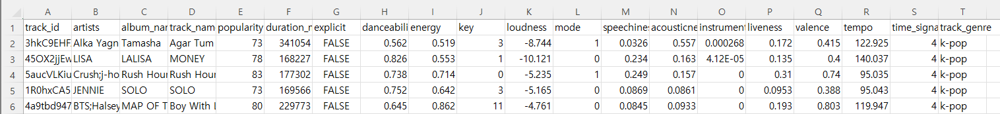 A B C D E F G H I J K L M N O P Q R S T
1 track_id artists album_nar track_nam popularity duration_n explicit danceabili energy key loudness mode speechines acousticne instrument liveness valence tempo time_signa track_genre
2 3hkC9EHF Alka Yagn Tamasha Agar Tum 73 341054 FALSE 0.562 0.519 3 -8.744 1 0.0326 0.557 0.000268 0.172 0.415 122.925 4 k-pop
3 45OX2jjEw LISA LALISA MONEY 78 168227 FALSE 0.826 0.553 1 -10.121 0 0.234 0.163 4.12E-05 0.135 0.4 140.037 4 k-pop
4 5aucVLKiu Crush;j-ho Rush Hour Rush Hour 83 177302 FALSE 0.738 0.714 0 -5.235 1 0.249 0.157 0 0.31 0.74 95.035 4 k-pop
5 1R0hxCA5 JENNIE SOLO SOLO 73 169566 FALSE 0.752 0.642 3 -5.165 0 0.0869 0.0861 0 0.0953 0.388 95.043 4 k-pop
6 4a9tbd947 BTS;Halsey MAP OF T Boy With L 80 229773 FALSE 0.645 0.862 11 -4.761 0 0.0845 0.0933 0 0.193 0.803 119.947 4 k-pop